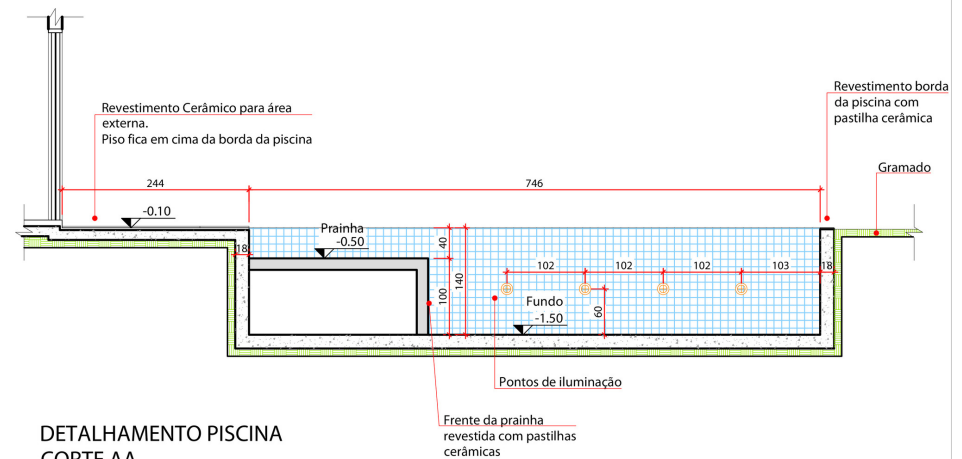 Revestimento Cerâmico para área
externa.
Piso fica em cima da borda da piscina
Revestimento borda
da piscina com
pastilha cerâmica
Gramado
244
746
-0.10
Prainha
-0.50
18
40
140
100
102
102
102
103
18
60
Fundo
-1.50
Pontos de iluminação
Frente da prainha
revestida com pastilhas
cerâmicas
DETALHAMENTO PISCINA
CORTE AA